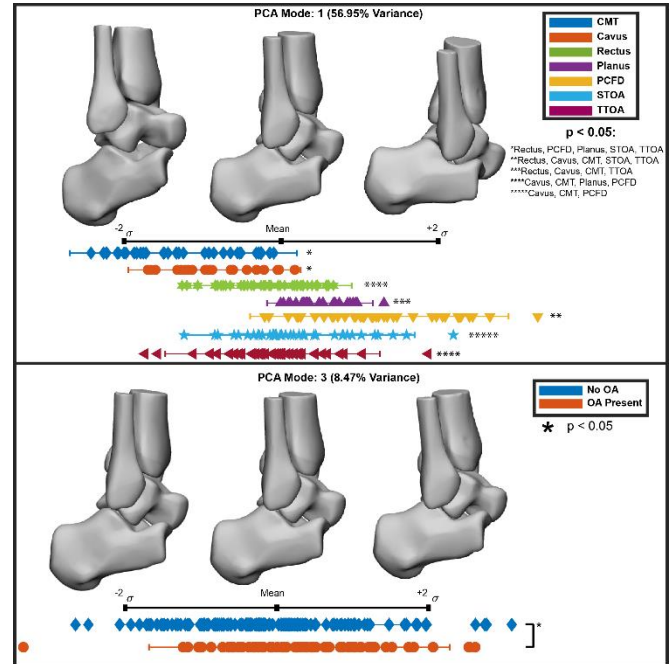 PCA Mode: 1 (56.95% Variance)
CMT
Cavus
Rectus
Planus
PCFD
STOA
TTOA
p < 0.05:
*Rectus, PCFD, Planus, STOA, TTOA
**Rectus, Cavus, CMT, STOA, TTOA
***Rectus, Cavus, CMT, TTOA
****Cavus, CMT, Planus, PCFD
*****Cavus, CMT, PCFD
-2 σ Mean +2 σ
*
*
****
***
**
*****
****
PCA Mode: 3 (8.47% Variance)
No OA
OA Present
* p < 0.05
-2 σ Mean +2 σ
*